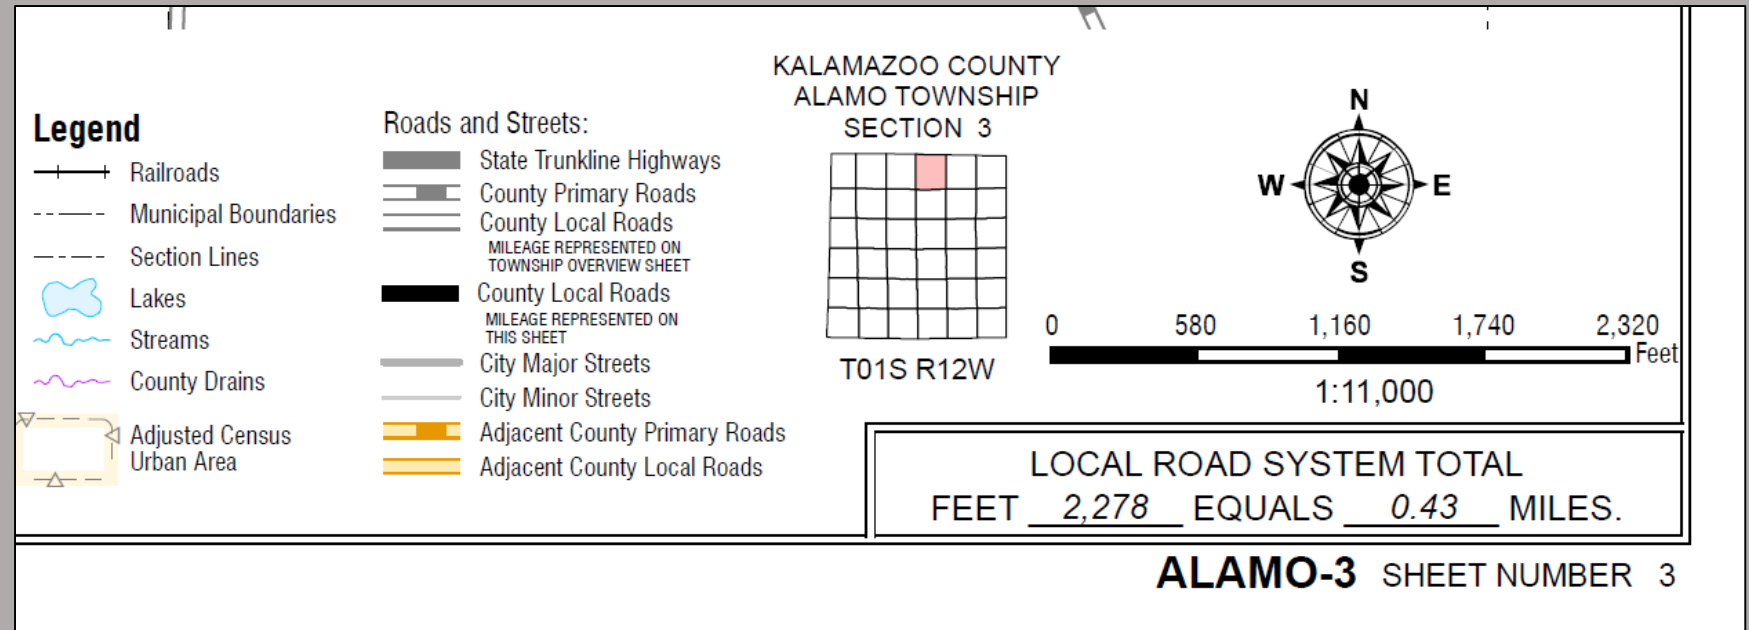 Legend
Railroads
Municipal Boundaries
Section Lines
Lakes
Streams
County Drains
Adjusted Census
Urban Area
Roads and Streets:
State Trunkline Highways
County Primary Roads
County Local Roads
MILEAGE REPRESENTED ON
TOWNSHIP OVERVIEW SHEET
County Local Roads
MILEAGE REPRESENTED ON
THIS SHEET
City Major Streets
City Minor Streets
Adjacent County Primary Roads
Adjacent County Local Roads
KALAMAZOO COUNTY
ALAMO TOWNSHIP
SECTION 3
T01S R12W
N
W E
S
0 580 1,160 1,740 2,320
Feet
1:11,000
LOCAL ROAD SYSTEM TOTAL
FEET 2,278 EQUALS 0.43 MILES.
ALAMO-3 SHEET NUMBER 3